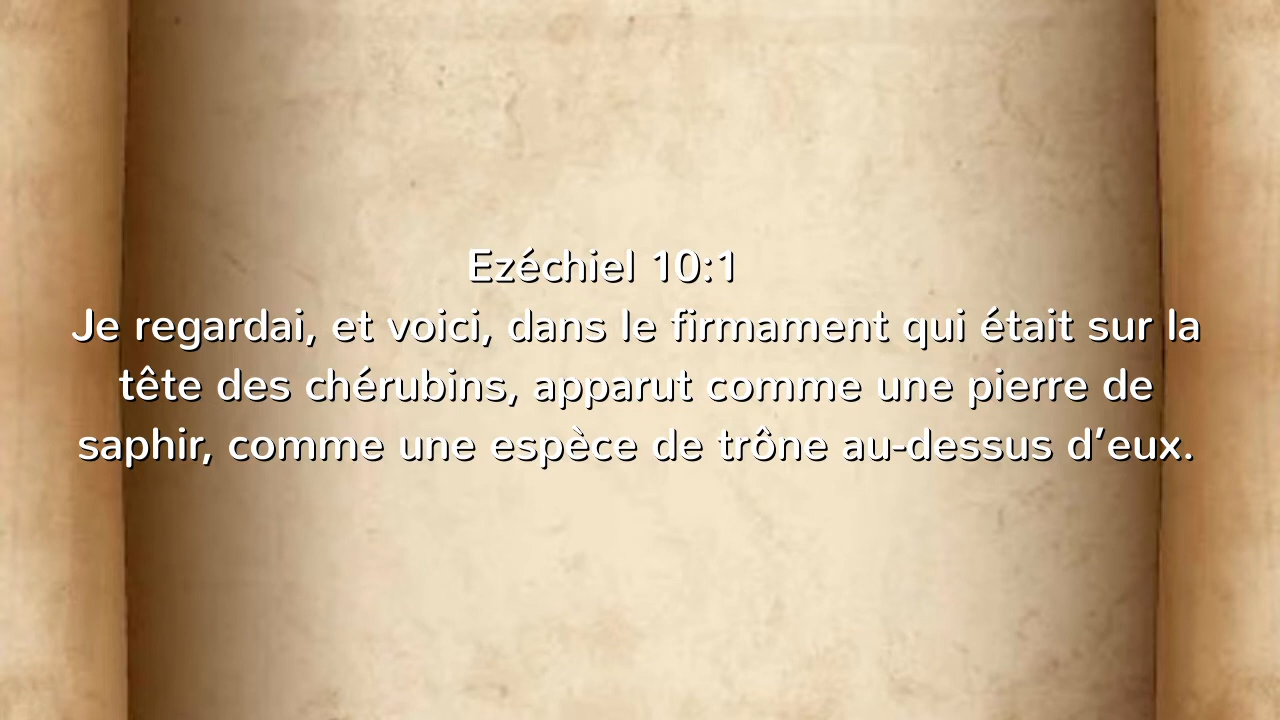 Ezéchiel 10:1
Je regardai, et voici, dans le firmament qui était sur la
tête des chérubins, apparut comme une pierre de
saphir, comme une espèce de trône au-dessus d’eux.